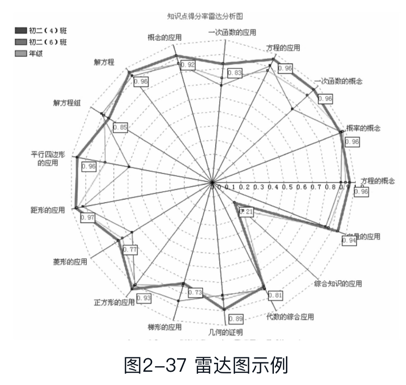 知识点得分率雷达分析图
初二（4）班
初二（6）班
年级
概念的应用
一次函数的应用
方程的应用
解方程
0.92
0.83
0.96
0.96
一次函数的概念
0.96
解方程组
0.85
概率的概念
0.96
平行四边形
的应用
0.96
方程的概念
0.98
矩形的应用
0.97
的应用
0.94
菱形的应用
0.77
综合知识的应用
正方形的应用
0.93
0.73
0.81
代数的综合应用
梯形的应用
0.89
几何的证明
图2-37 雷达图示例